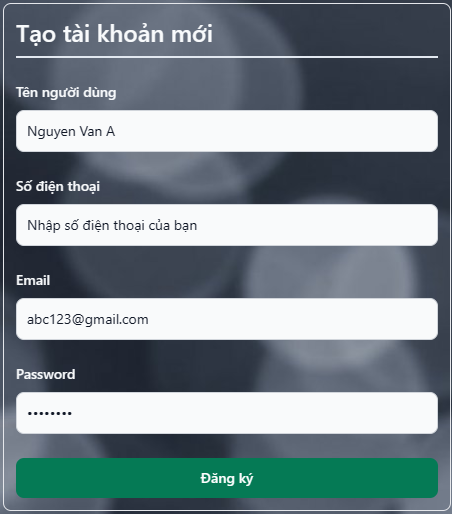 Tạo tài khoản mới
Tên người dùng
Nguyen Van A
Số điện thoại
Nhập số điện thoại của bạn
Email
abc123@gmail.com
Password
••••••••
Đăng ký